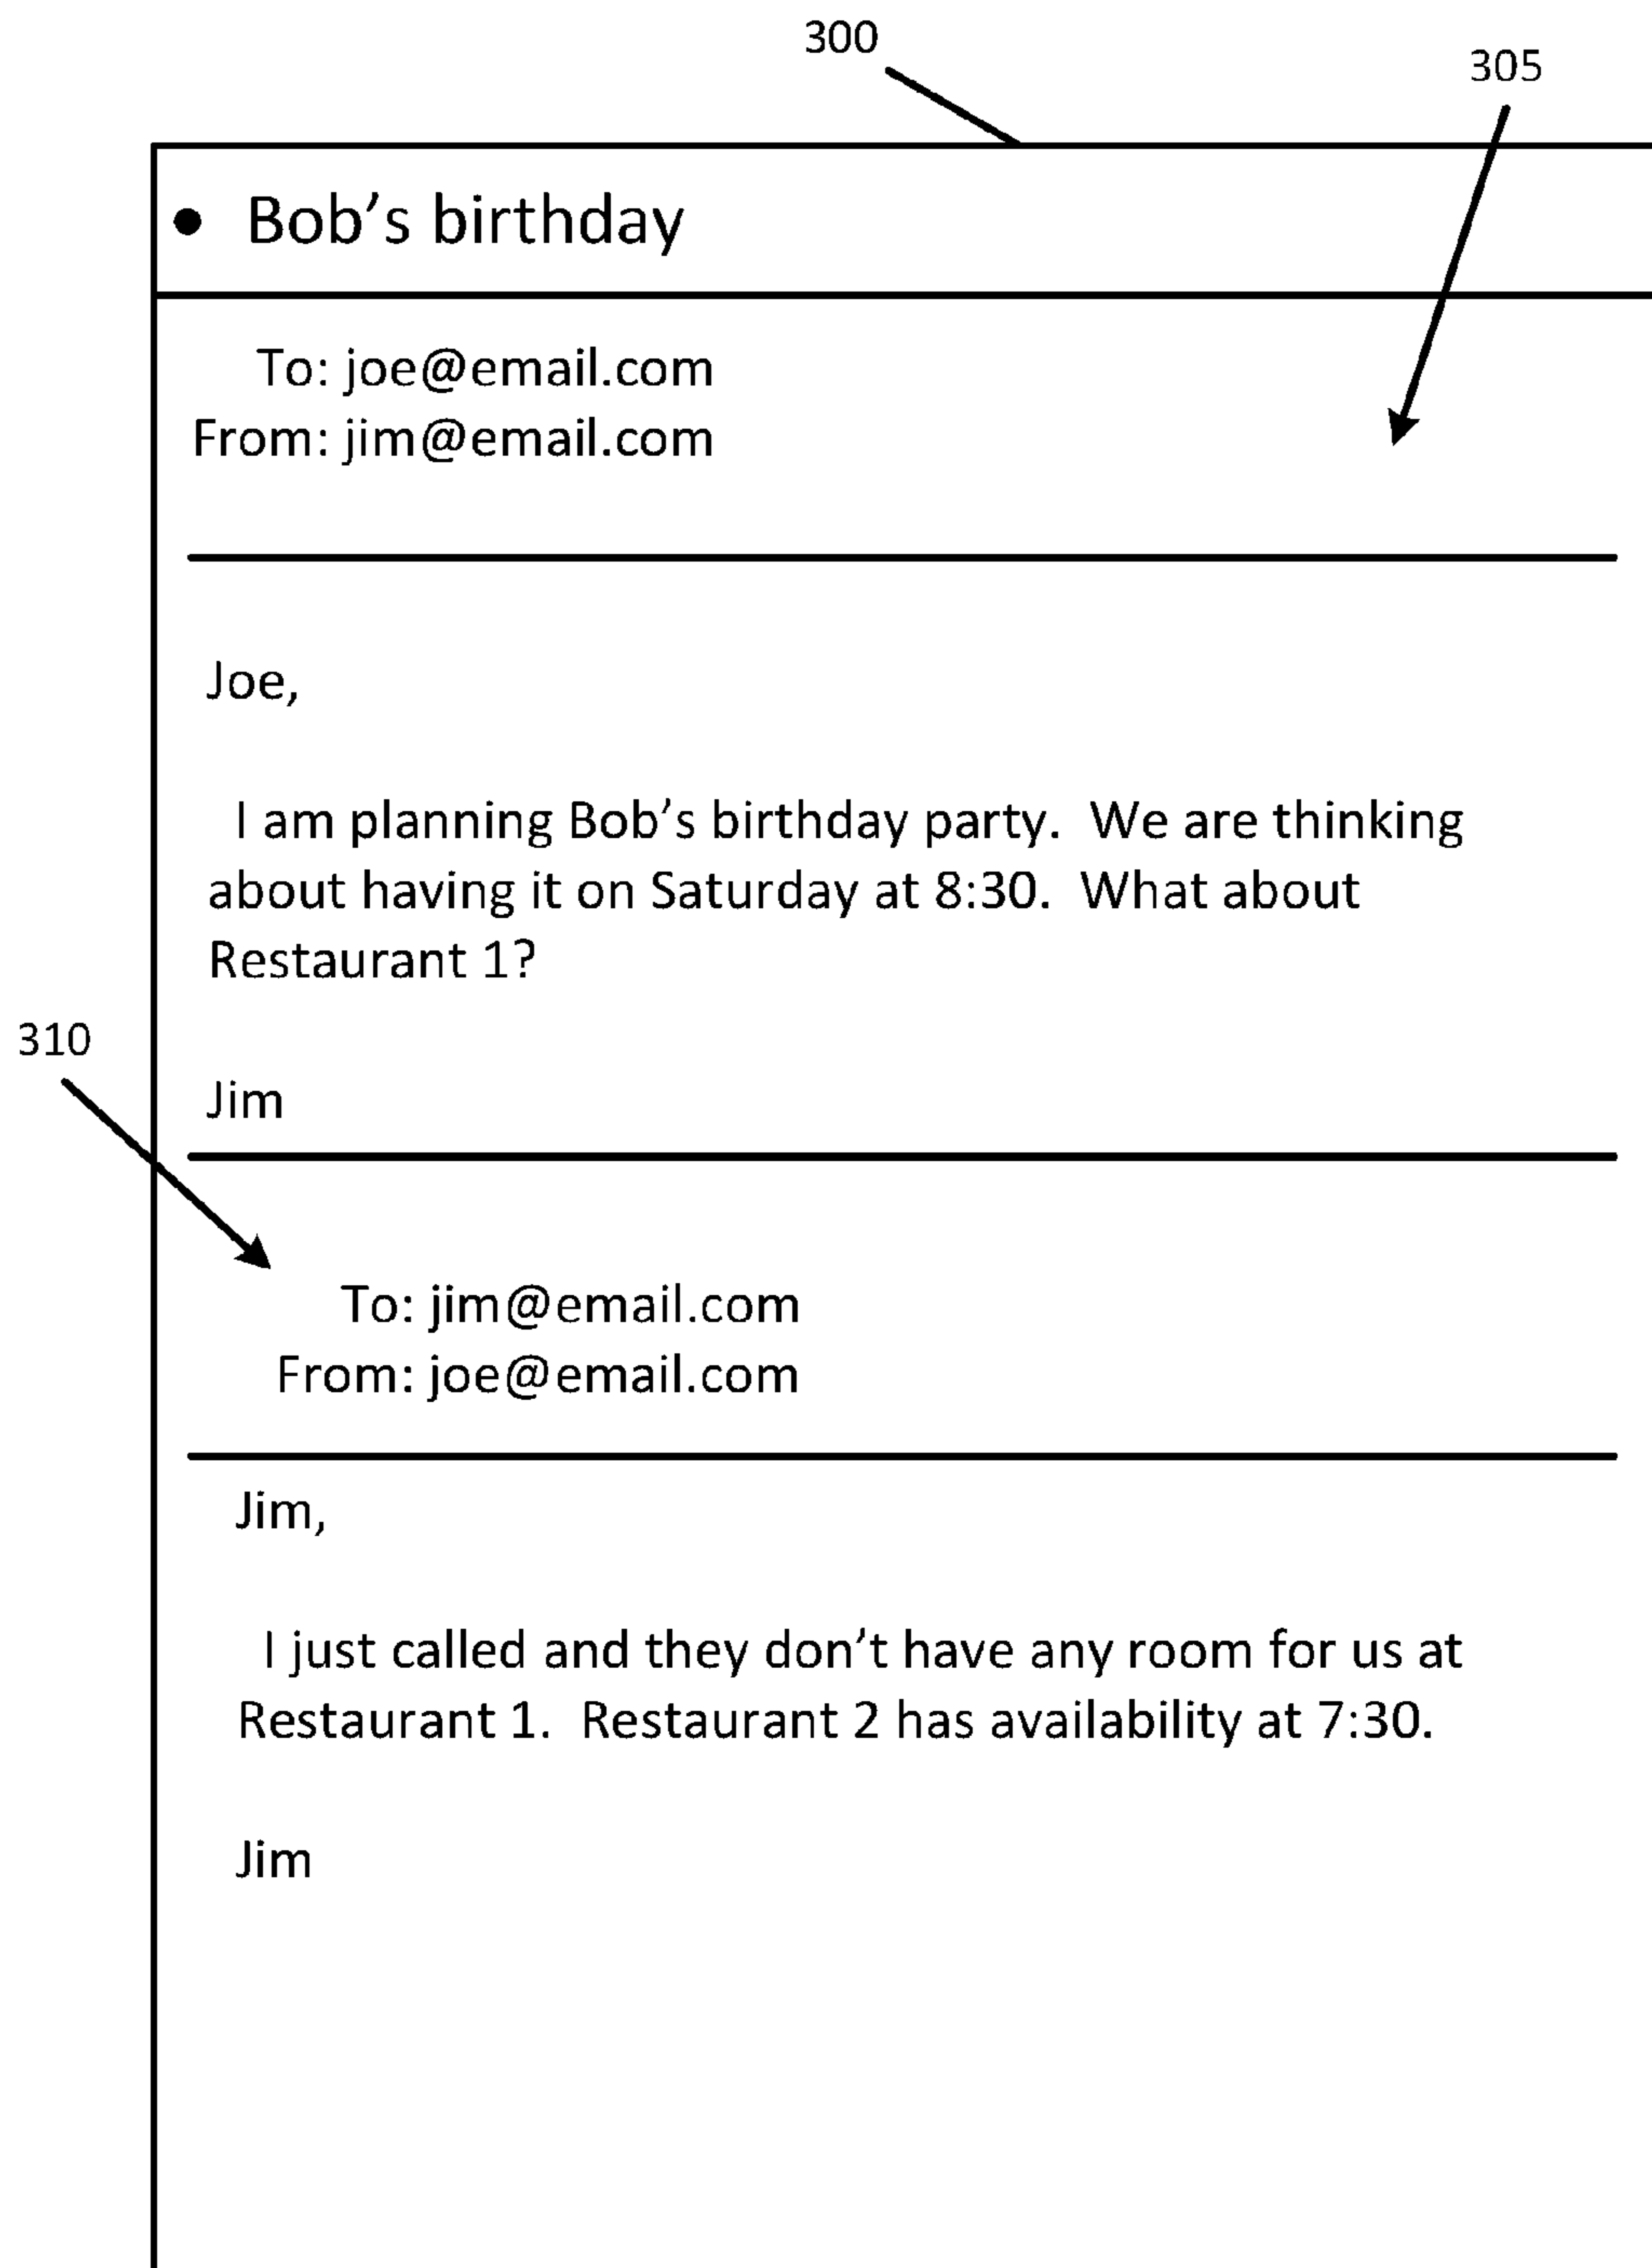 300
305
• Bob’s birthday
To: joe@email.com
From: jim@email.com
Joe,
I am planning Bob’s birthday party.  We are thinking
about having it on Saturday at 8:30.  What about
Restaurant 1?
310
Jim
To: jim@email.com
From: joe@email.com
Jim,
I just called and they don’t have any room for us at
Restaurant 1.  Restaurant 2 has availability at 7:30.
Jim